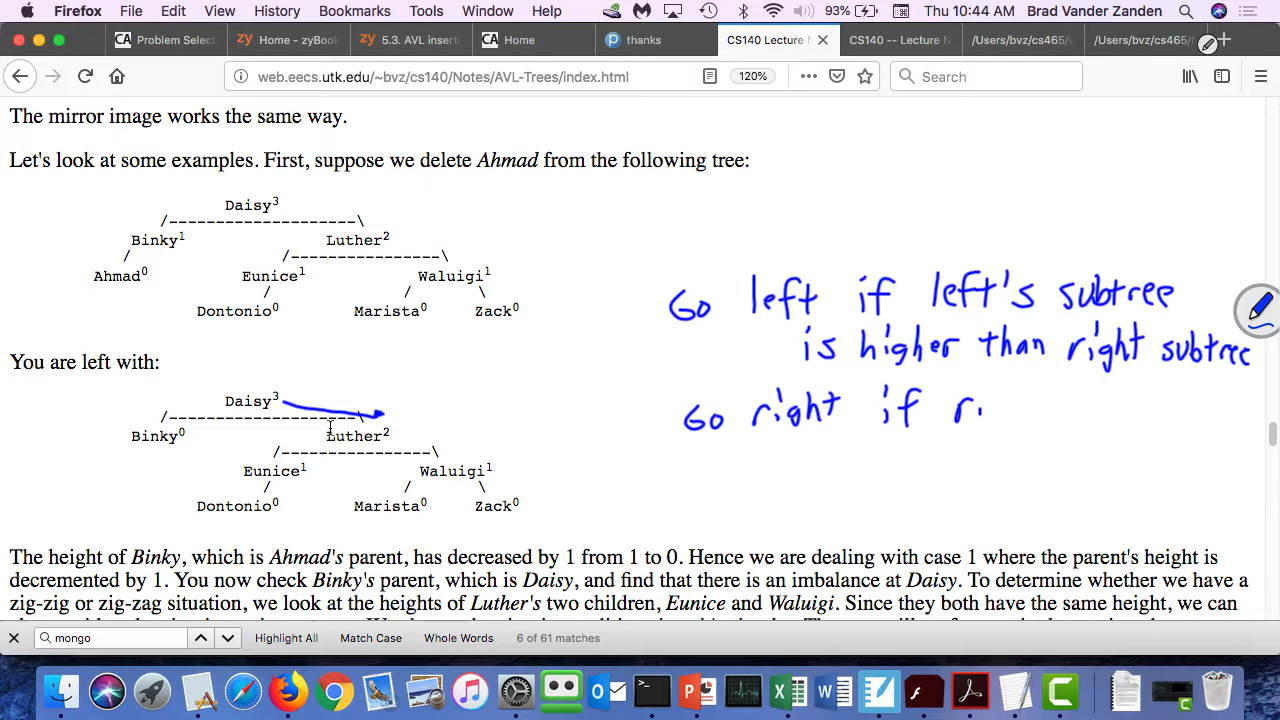 Firefox File Edit View History Bookmarks Tools Window Help 93% Thu 10:44 AM Brad Vander Zanden
CA Problem Select zy Home - zyBook zy 5.3. AVL inserti CA Home P thanks CS140 Lecture N CS140 -- Lecture N /Users/bvz/cs465/ /Users/bvz/cs465/
web.eecs.utk.edu/~bvz/cs140/Notes/AVL-Trees/index.html 120% Search
The mirror image works the same way.
Let's look at some examples. First, suppose we delete Ahmad from the following tree:
Daisy3
/--------------------\
Binky1 Luther2
/ /----------------\
Ahmad0 Eunice1 Waluigi1
/ / \
Dontonio0 Marista0 Zack0
Go left if left's subtree
is higher than right subtree
You are left with:
Go right if ri
Daisy3
/--------------------\
Binky0 Luther2
/----------------\
Eunice1 Waluigi1
/ / \
Dontonio0 Marista0 Zack0
The height of Binky, which is Ahmad's parent, has decreased by 1 from 1 to 0. Hence we are dealing with case 1 where the parent's height is
decremented by 1. You now check Binky's parent, which is Daisy, and find that there is an imbalance at Daisy. To determine whether we have a
zig-zig or zig-zag situation, we look at the heights of Luther's two children, Eunice and Waluigi. Since they both have the same height, we can
mongo Highlight All Match Case Whole Words 6 of 61 matches